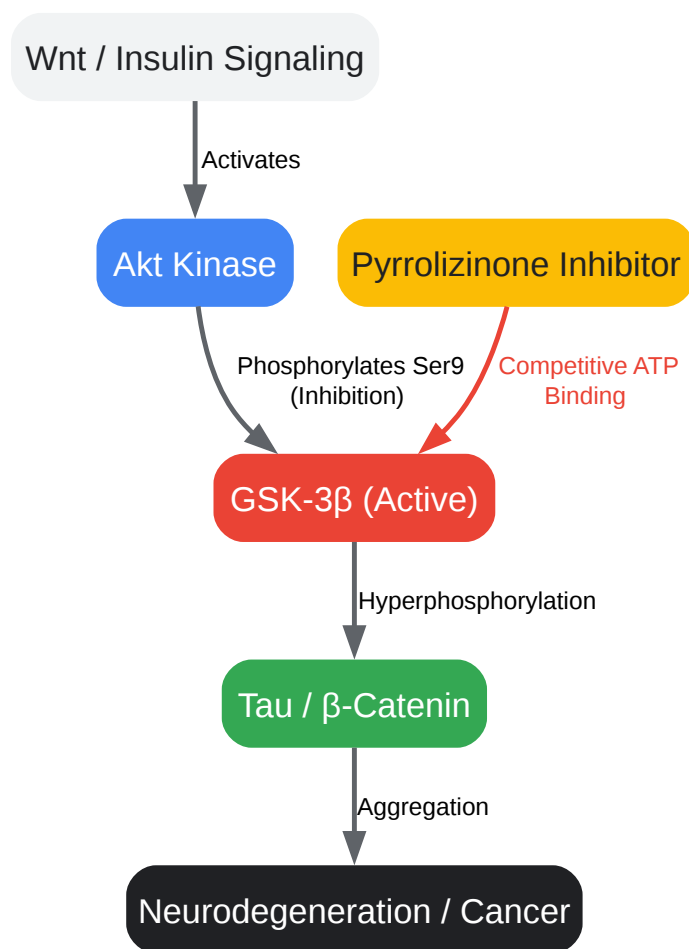 Wnt / Insulin Signaling
Activates
Akt Kinase
Pyrrolizinone Inhibitor
Phosphorylates Ser9
(Inhibition)
Competitive ATP
Binding
GSK-3β (Active)
Hyperphosphorylation
Tau / β-Catenin
Aggregation
Neurodegeneration / Cancer